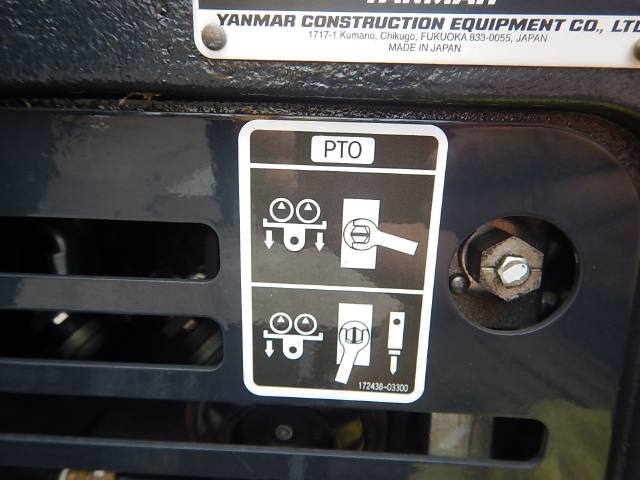 YANMAR
YANMAR CONSTRUCTION EQUIPMENT CO., LTD
1717-1 Kumano, Chikugo, FUKUOKA 833-0055, JAPAN
MADE IN JAPAN
PTO
172438-03300